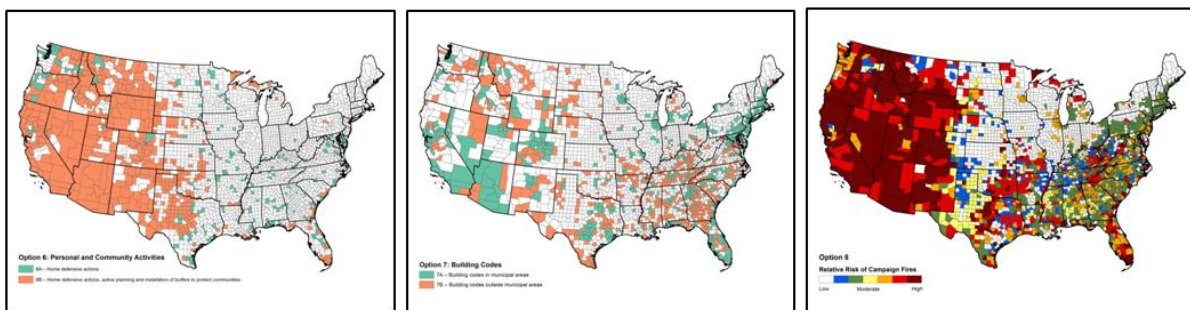 Option 6: Personal and Community Activities
6A – Home defensive actions
6B – Home defensive actions, active planning and installation of buffers to protect communities
Option 7: Building Codes
7A – Building codes in municipal areas
7B – Building codes outside municipal areas
Option 8
Relative Risk of Campaign Fires
Low Moderate High